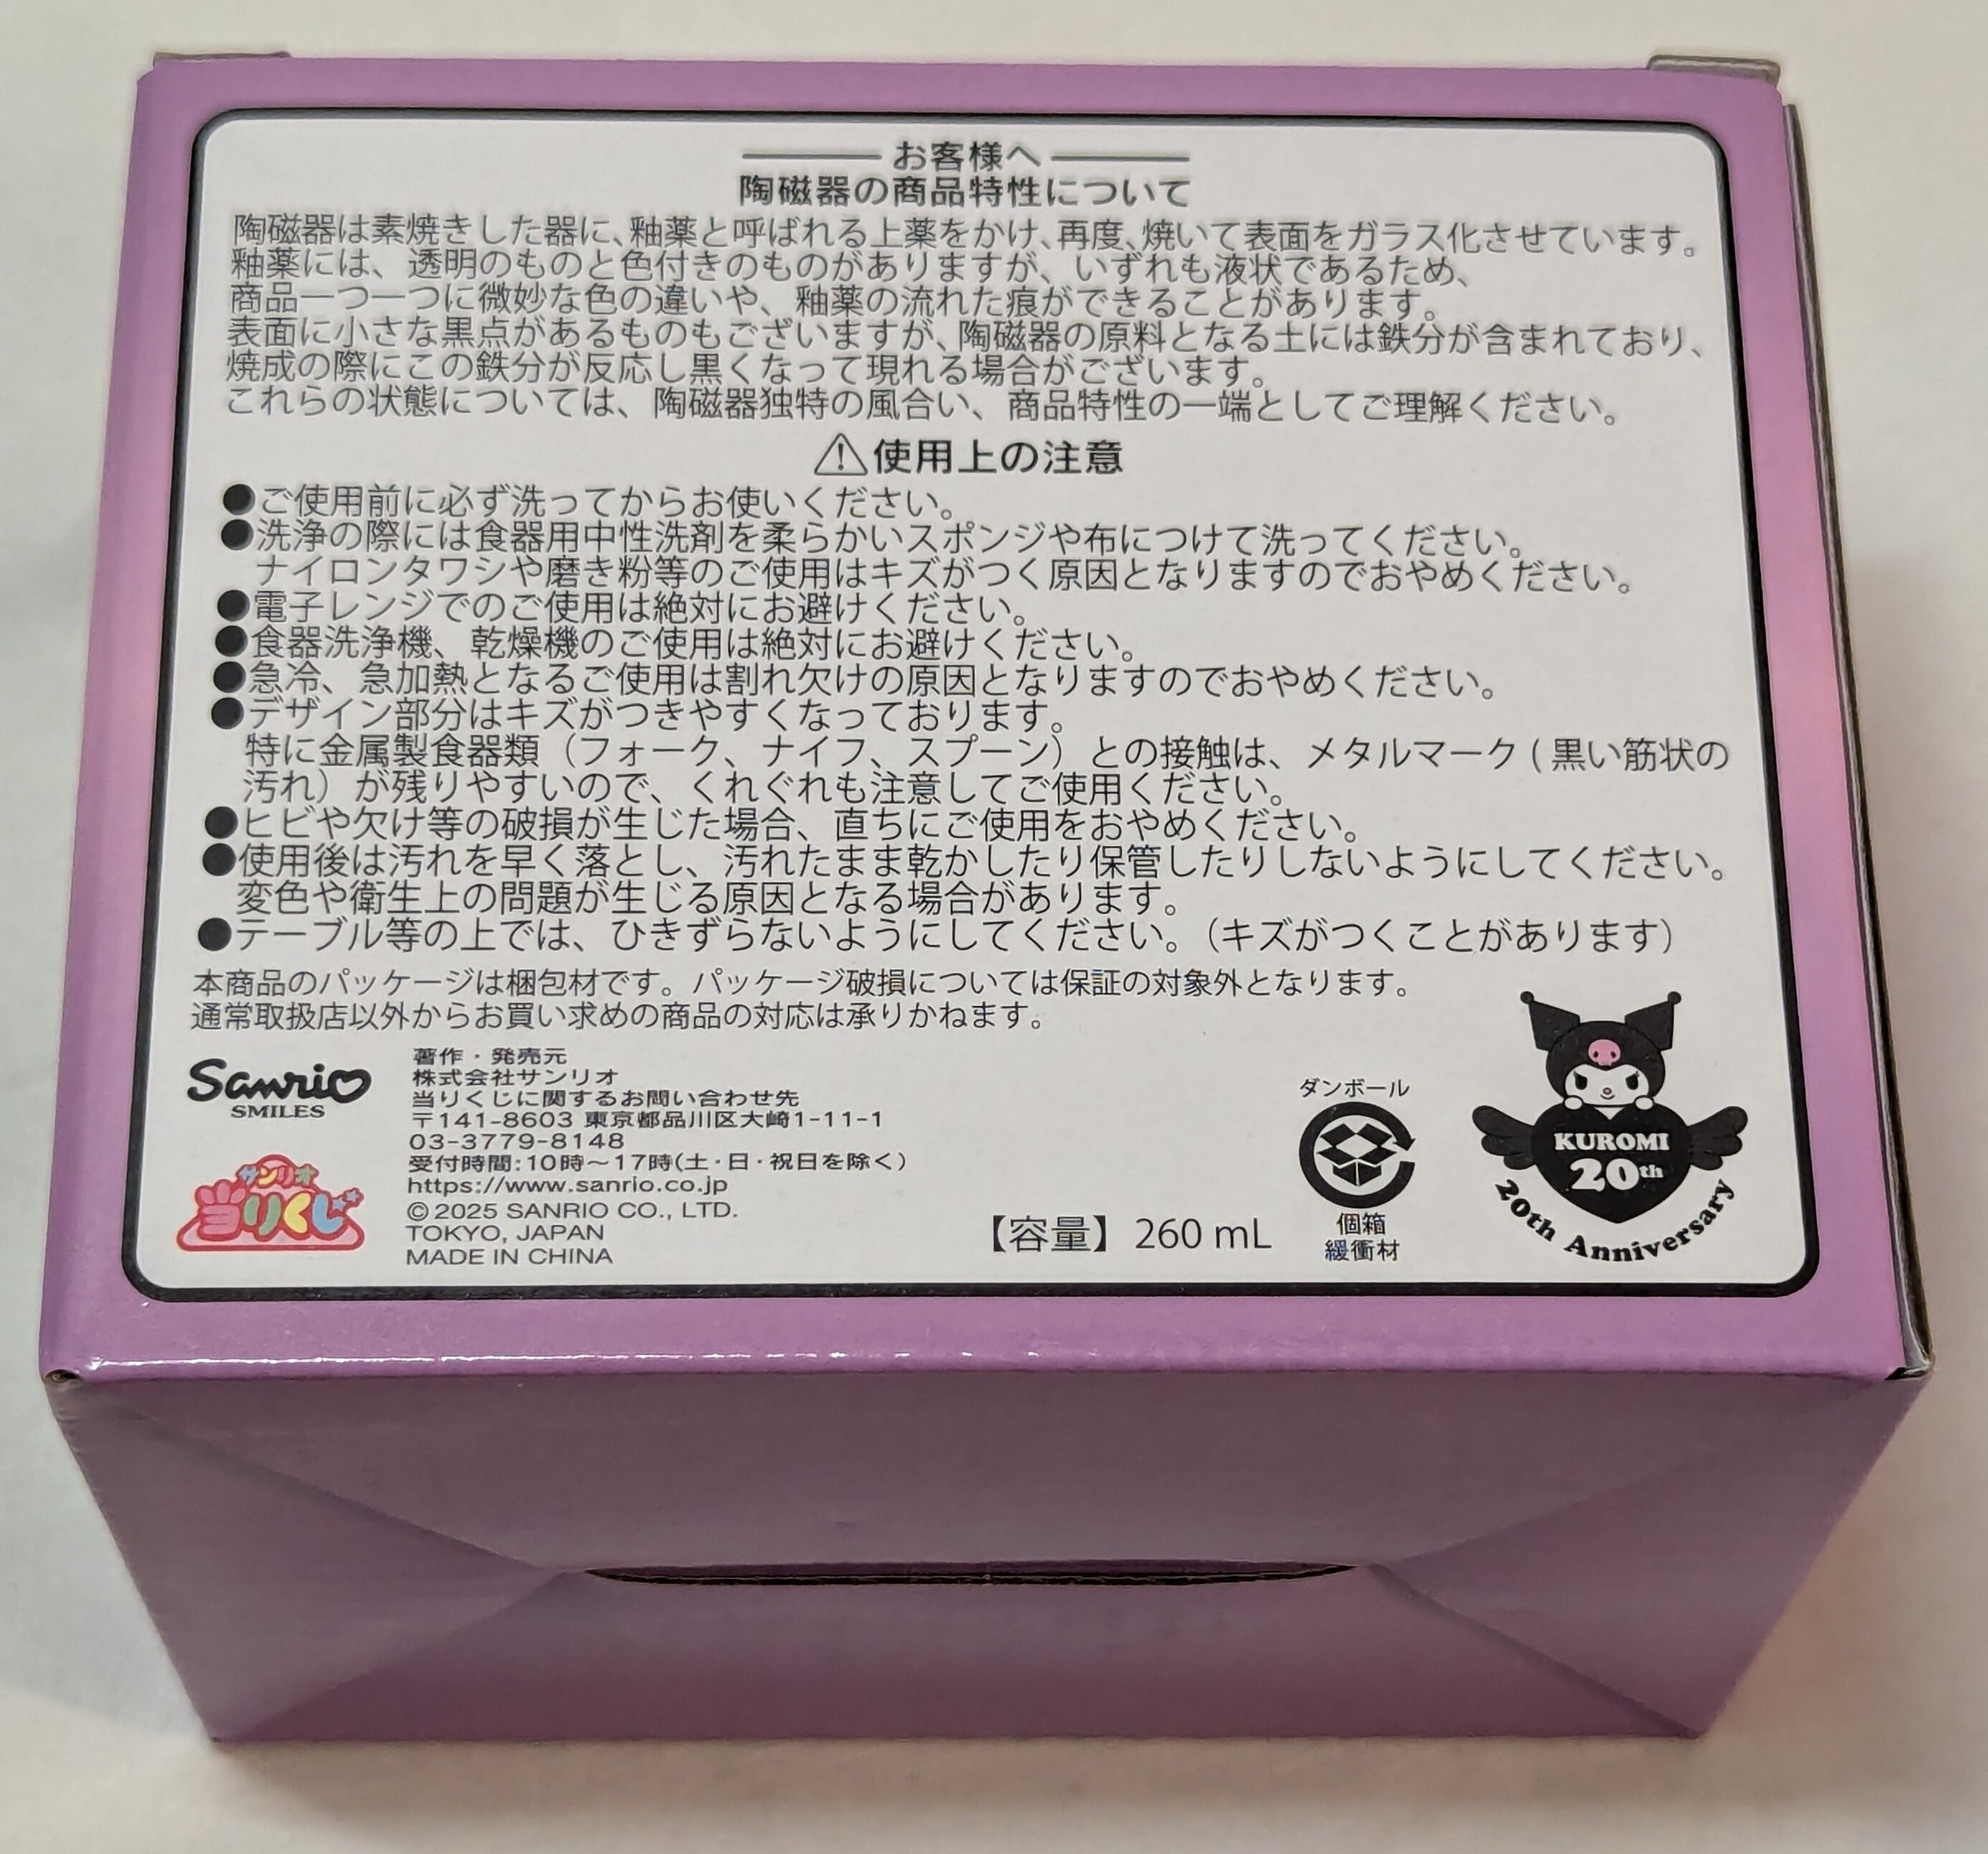 お客様へ
陶磁器の商品特性について
陶磁器は素焼きした器に、釉薬と呼ばれる上薬をかけ、再度、焼いて表面をガラス化させています。
釉薬には、透明のものと色付きのものがありますが、いずれも液状であるため、
商品一つ一つに微妙な色の違いや、釉薬の流れた痕ができることがあります。
表面に小さな黒点があるものもございますが、陶磁器の原料となる土には鉄分が含まれており、
焼成の際にこの鉄分が反応し黒くなって現れる場合がございます。
これらの状態については、陶磁器独特の風合い、商品特性の一端としてご理解ください。
⚠使用上の注意
●ご使用前に必ず洗ってからお使いください。
●洗浄の際には食器用中性洗剤を柔らかいスポンジや布につけて洗ってください。
ナイロンタワシや磨き粉等のご使用はキズがつく原因となりますのでおやめください。
●電子レンジでのご使用は絶対にお避けください。
●食器洗浄機、乾燥機のご使用は絶対にお避けください。
●急冷、急加熱となるご使用は割れ欠けの原因となりますのでおやめください。
●デザイン部分はキズがつきやすくなっております。
特に金属製食器類（フォーク、ナイフ、スプーン）との接触は、メタルマーク(黒い筋状の
汚れ）が残りやすいので、くれぐれも注意してご使用ください。
●ヒビや欠け等の破損が生じた場合、直ちにご使用をおやめください。
●使用後は汚れを早く落とし、汚れたまま乾かしたり保管したりしないようにしてください。
変色や衛生上の問題が生じる原因となる場合があります。
●テーブル等の上では、ひきずらないようにしてください。（キズがつくことがあります）
本商品のパッケージは梱包材です。パッケージ破損については保証の対象外となります。
通常取扱店以外からお買い求めの商品の対応は承りかねます。
Sanrio
SMILES
サンリオ
当りくじ
著作・発売元
株式会社サンリオ
当りくじに関するお問い合わせ先
〒141-8603 東京都品川区大崎1-11-1
03-3779-8148
受付時間:10時〜17時(土・日・祝日を除く)
https://www.sanrio.co.jp
©2025 SANRIO CO., LTD.
TOKYO, JAPAN
MADE IN CHINA
【容量】260 mL
ダンボール
個箱
緩衝材
KUROMI
20th
20th Anniversary